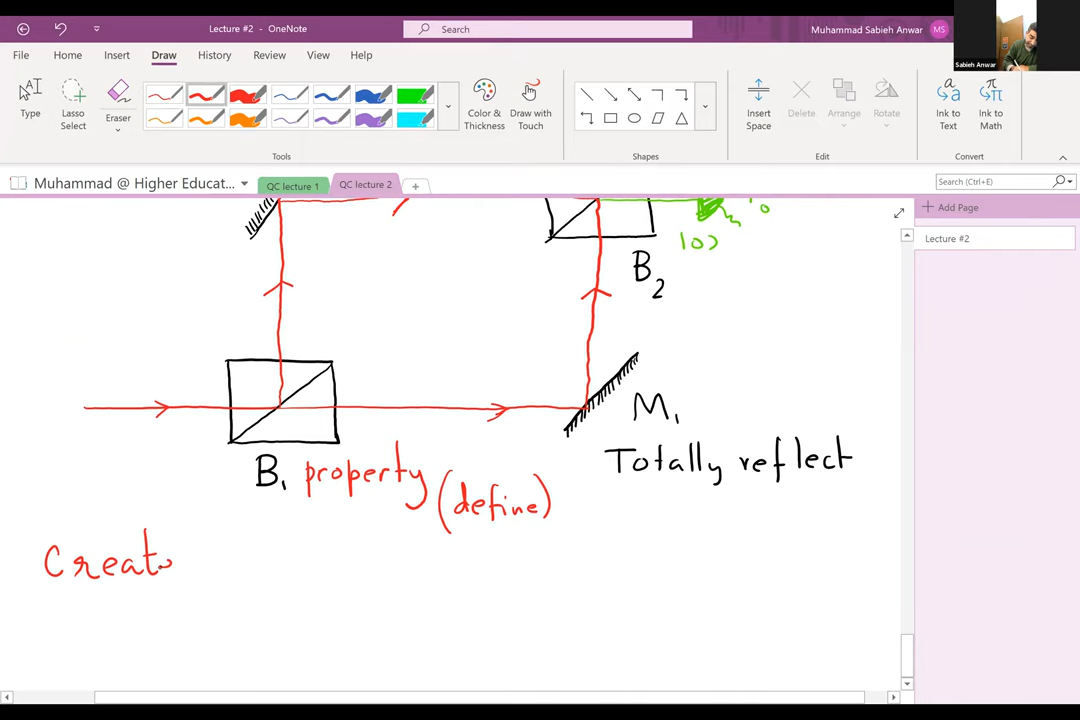 Lecture #2 - OneNote
Search
Muhammad Sabieh Anwar
MS
Sabieh Anwar
File Home Insert Draw History Review View Help
Type
Lasso Select
Eraser
Color & Thickness
Draw with Touch
Insert Space
Delete
Arrange
Rotate
Ink to Text
Ink to Math
Tools
Shapes
Edit
Convert
Muhammad @ Higher Educat...
QC lecture 1
QC lecture 2
Search (Ctrl+E)
Add Page
Lecture #2
|0>
B2
M1
Totally reflect
B1 property (define)
Creat